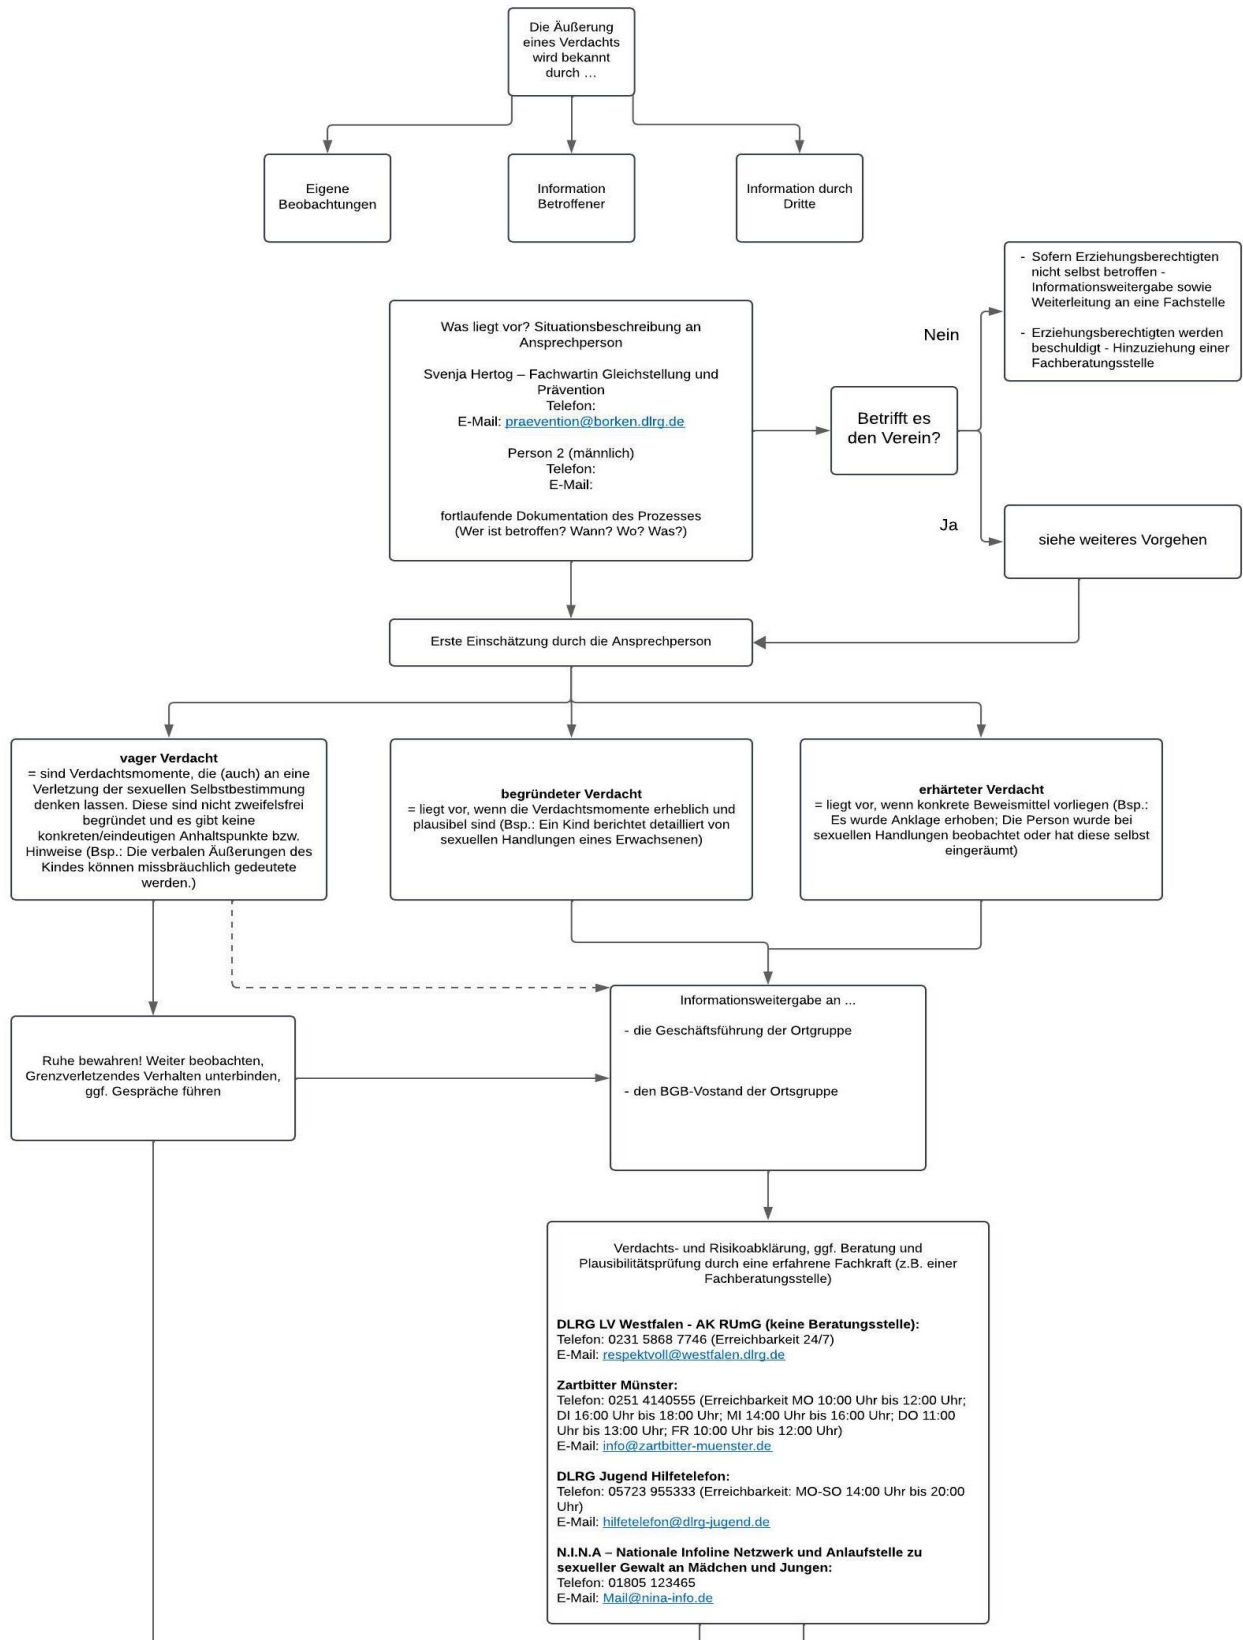 Die Äußerung
eines Verdachts
wird bekannt
durch …
Eigene
Beobachtungen
Information
Betroffener
Information durch
Dritte
- Sofern Erziehungsberechtigten
nicht selbst betroffen -
Informationsweitergabe sowie
Weiterleitung an eine Fachstelle
- Erziehungsberechtigten werden
beschuldigt - Hinzuziehung einer
Fachberatungsstelle
Nein
Was liegt vor? Situationsbeschreibung an
Ansprechperson
Svenja Hertog – Fachwartin Gleichstellung und
Prävention
Telefon:
E-Mail: praevention@borken.dlrg.de
Person 2 (männlich)
Telefon:
E-Mail:
fortlaufende Dokumentation des Prozesses
(Wer ist betroffen? Wann? Wo? Was?)
Betrifft es
den Verein?
Ja
siehe weiteres Vorgehen
Erste Einschätzung durch die Ansprechperson
vager Verdacht
= sind Verdachtsmomente, die (auch) an eine
Verletzung der sexuellen Selbstbestimmung
denken lassen. Diese sind nicht zweifelsfrei
begründet und es gibt keine
konkreten/eindeutigen Anhaltspunkte bzw.
Hinweise (Bsp.: Die verbalen Äußerungen des
Kindes können missbräuchlich gedeutete
werden.)
begründeter Verdacht
= liegt vor, wenn die Verdachtsmomente erheblich und
plausibel sind (Bsp.: Ein Kind berichtet detailliert von
sexuellen Handlungen eines Erwachsenen)
erhärteter Verdacht
= liegt vor, wenn konkrete Beweismittel vorliegen (Bsp.:
Es wurde Anklage erhoben; Die Person wurde bei
sexuellen Handlungen beobachtet oder hat diese selbst
eingeräumt)
Ruhe bewahren! Weiter beobachten,
Grenzverletzendes Verhalten unterbinden,
ggf. Gespräche führen
Informationsweitergabe an ...
- die Geschäftsführung der Ortgruppe
- den BGB-Vostand der Ortsgruppe
Verdachts- und Risikoabklärung, ggf. Beratung und
Plausibilitätsprüfung durch eine erfahrene Fachkraft (z.B. einer
Fachberatungsstelle)
DLRG LV Westfalen - AK RUmG (keine Beratungsstelle):
Telefon: 0231 5868 7746 (Erreichbarkeit 24/7)
E-Mail: respektvoll@westfalen.dlrg.de
Zartbitter Münster:
Telefon: 0251 4140555 (Erreichbarkeit MO 10:00 Uhr bis 12:00 Uhr;
DI 16:00 Uhr bis 18:00 Uhr; MI 14:00 Uhr bis 16:00 Uhr; DO 11:00
Uhr bis 13:00 Uhr; FR 10:00 Uhr bis 12:00 Uhr)
E-Mail: info@zartbitter-muenster.de
DLRG Jugend Hilfetelefon:
Telefon: 05723 955333 (Erreichbarkeit: MO-SO 14:00 Uhr bis 20:00
Uhr)
E-Mail: hilfetelefon@dlrg-jugend.de
N.I.N.A – Nationale Infoline Netzwerk und Anlaufstelle zu
sexueller Gewalt an Mädchen und Jungen:
Telefon: 01805 123465
E-Mail: Mail@nina-info.de